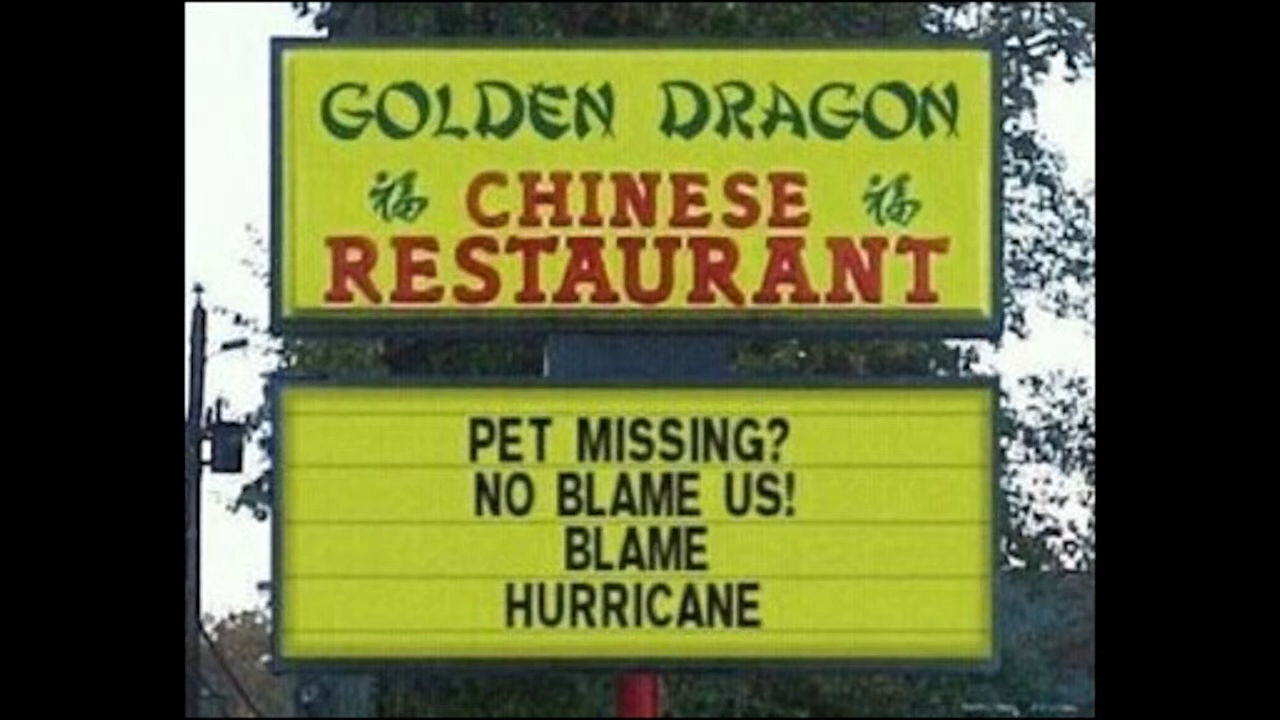 GOLDEN DRAGON
福 CHINESE 福
RESTAURANT
PET MISSING?
NO BLAME US!
BLAME
HURRICANE